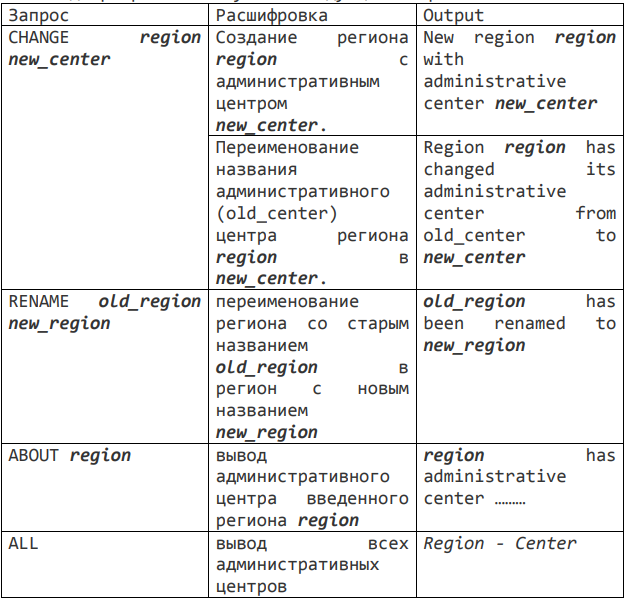 Запрос Расшифровка Output
CHANGE region
new_center
Создание региона
region с
административным
центром
new_center.
New region region
with
administrative
center new_center
Переименование
названия
административного
(old_center)
центра региона
region в
new_center.
Region region has
changed its
administrative
center from
old_center to
new_center
RENAME old_region
new_region
переименование
региона со старым
названием
old_region в
регион с новым
названием
new_region
old_region has
been renamed to
new_region
ABOUT region
вывод
административного
центра введенного
региона region
region has
administrative
center ………
ALL
вывод всех
административных
центров
Region - Center